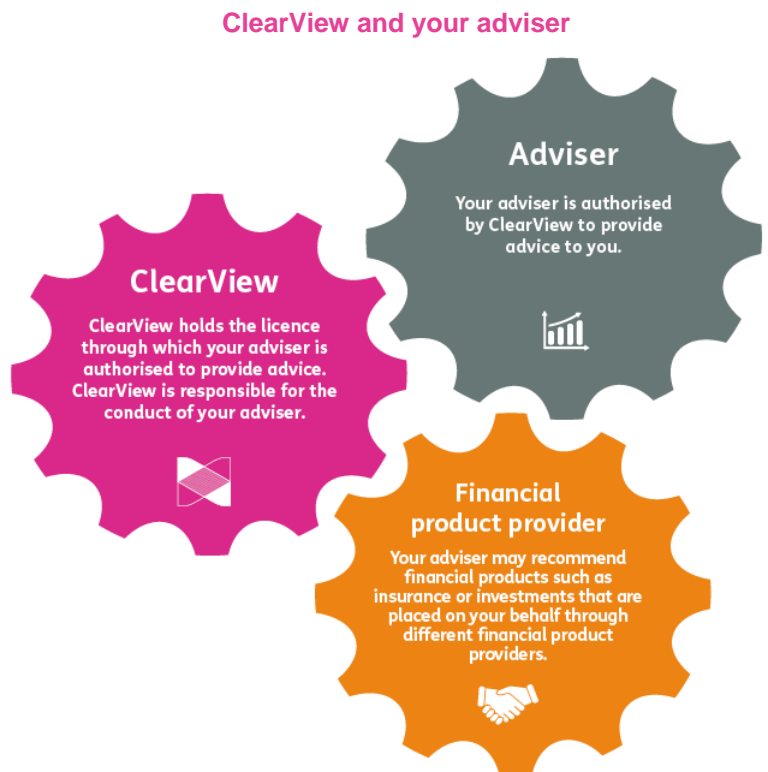 ClearView and your adviser
Adviser
Your adviser is authorised
by ClearView to provide
advice to you.
ClearView
ClearView holds the licence
through which your adviser is
authorised to provide advice.
ClearView is responsible for the
conduct of your adviser.
Financial
product provider
Your adviser may recommend
financial products such as
insurance or investments that are
placed on your behalf through
different financial product
providers.